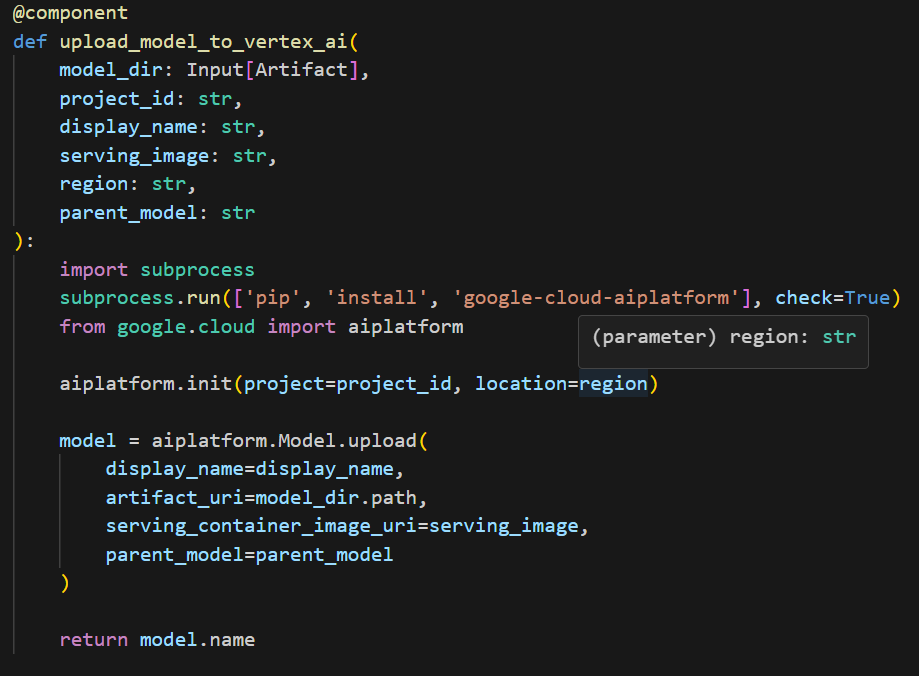 @component
def upload_model_to_vertex_ai(
    model_dir: Input[Artifact],
    project_id: str,
    display_name: str,
    serving_image: str,
    region: str,
    parent_model: str
):
    import subprocess
    subprocess.run(['pip', 'install', 'google-cloud-aiplatform'], check=True)
    from google.cloud import aiplatform
(parameter) region: str
    aiplatform.init(project=project_id, location=region)
    model = aiplatform.Model.upload(
        display_name=display_name,
        artifact_uri=model_dir.path,
        serving_container_image_uri=serving_image,
        parent_model=parent_model
    )
    return model.name